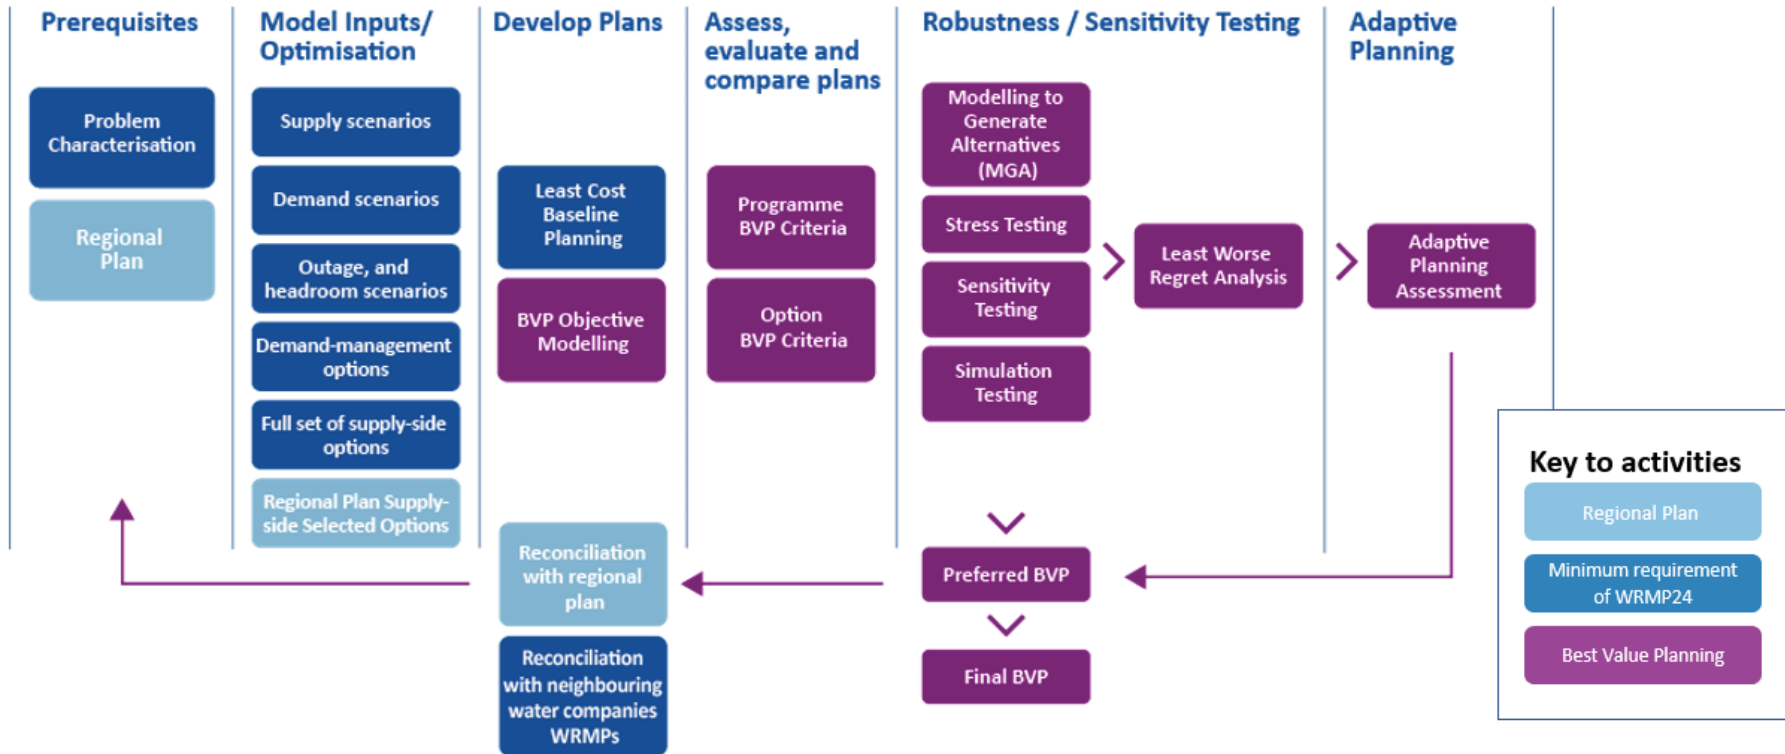 Prerequisites
Problem
Characterisation
Regional
Plan
Model Inputs/
Optimisation
Supply scenarios
Demand scenarios
Outage, and
headroom scenarios
Demand-management
options
Full set of supply-side
options
Regional Plan Supply-
side Selected Options
Develop Plans
Least Cost
Baseline
Planning
BVP Objective
Modelling
Reconciliation
with regional
plan
Reconciliation
with neighbouring
water companies
WRMPs
Assess,
evaluate and
compare plans
Programme
BVP Criteria
Option
BVP Criteria
Robustness / Sensitivity Testing
Modelling to
Generate
Alternatives
(MGA)
Stress Testing
Sensitivity
Testing
Simulation
Testing
Least Worse
Regret Analysis
Preferred BVP
Final BVP
Adaptive
Planning
Adaptive
Planning
Assessment
Key to activities
Regional Plan
Minimum requirement
of WRMP24
Best Value Planning